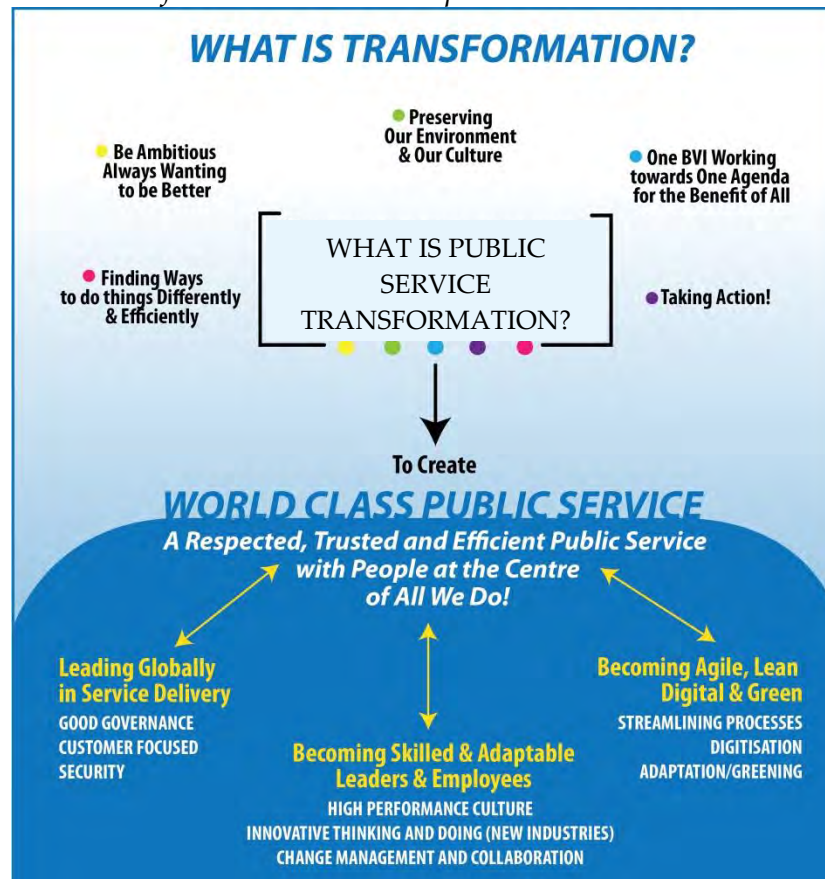 WHAT IS TRANSFORMATION?
Preserving
Our Environment
& Our Culture
Be Ambitious
Always Wanting
to be Better
One BVI Working
towards One Agenda
for the Benefit of All
Finding Ways
to do things Differently
& Efficiently
WHAT IS PUBLIC
SERVICE
TRANSFORMATION?
Taking Action!
To Create
WORLD CLASS PUBLIC SERVICE
A Respected, Trusted and Efficient Public Service
with People at the Centre
of All We Do!
Leading Globally
in Service Delivery
GOOD GOVERNANCE
CUSTOMER FOCUSED
SECURITY
Becoming Skilled & Adaptable
Leaders & Employees
HIGH PERFORMANCE CULTURE
INNOVATIVE THINKING AND DOING (NEW INDUSTRIES)
CHANGE MANAGEMENT AND COLLABORATION
Becoming Agile, Lean
Digital & Green
STREAMLINING PROCESSES
DIGITISATION
ADAPTATION/GREENING